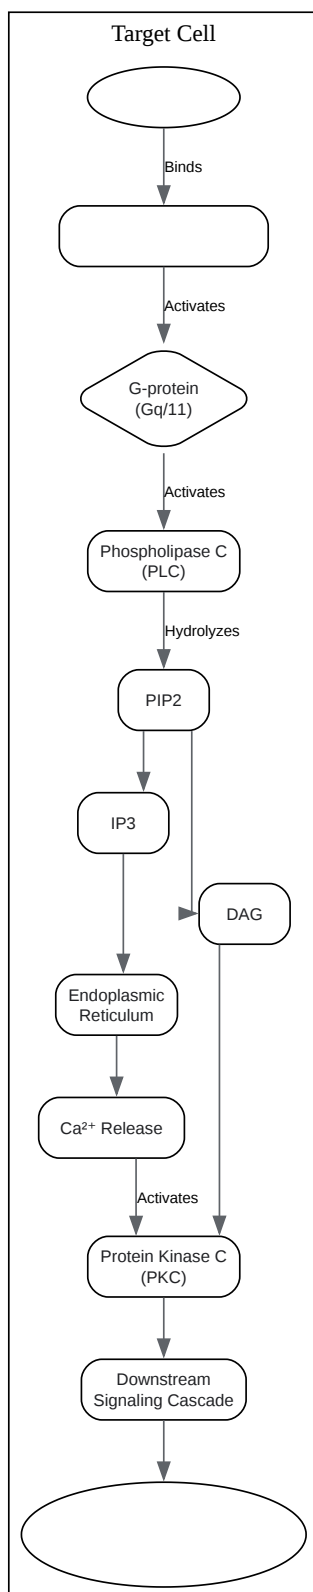 Target Cell
Binds
Activates
G-protein
(Gq/11)
Activates
Phospholipase C
(PLC)
Hydrolyzes
PIP2
IP3
DAG
Endoplasmic
Reticulum
Ca²⁺ Release
Activates
Protein Kinase C
(PKC)
Downstream
Signaling Cascade